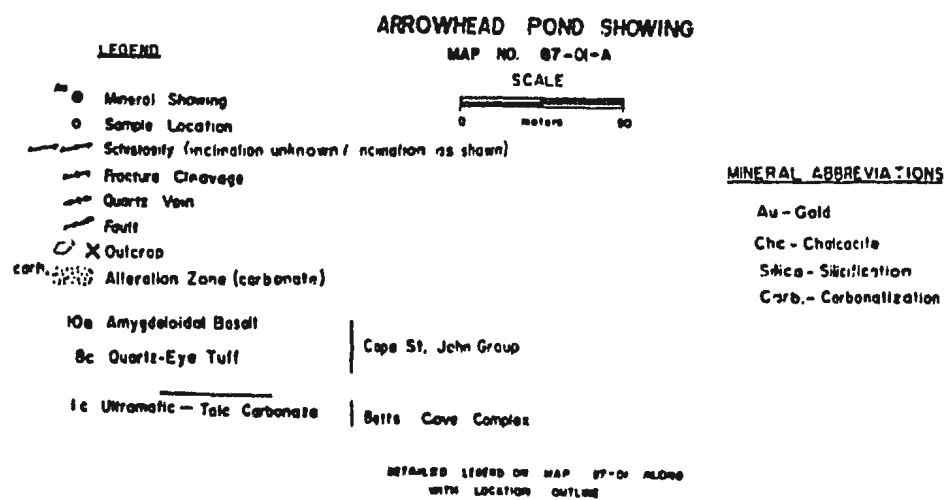 ARROWHEAD POND SHOWING
MAP NO. 87-01-A
SCALE
0 meters 90
LEGEND
Au
Mineral Showing
Sample Location
Schistosity (inclination unknown / inclination as shown)
Fracture Cleavage
Quartz Vein
Fault
X Outcrop
carb. Alteration Zone (carbonate)
10a Amygdaloidal Basalt
8c Quartz-Eye Tuff
Cape St. John Group
1c Ultramafic - Talc Carbonate
Betts Cove Complex
MINERAL ABBREVIATIONS
Au - Gold
Chc - Chalcocite
Silica - Silicification
Carb. - Carbonatization
DETAILED LEGEND ON MAP 87-01 ALONG
WITH LOCATION OUTLINE